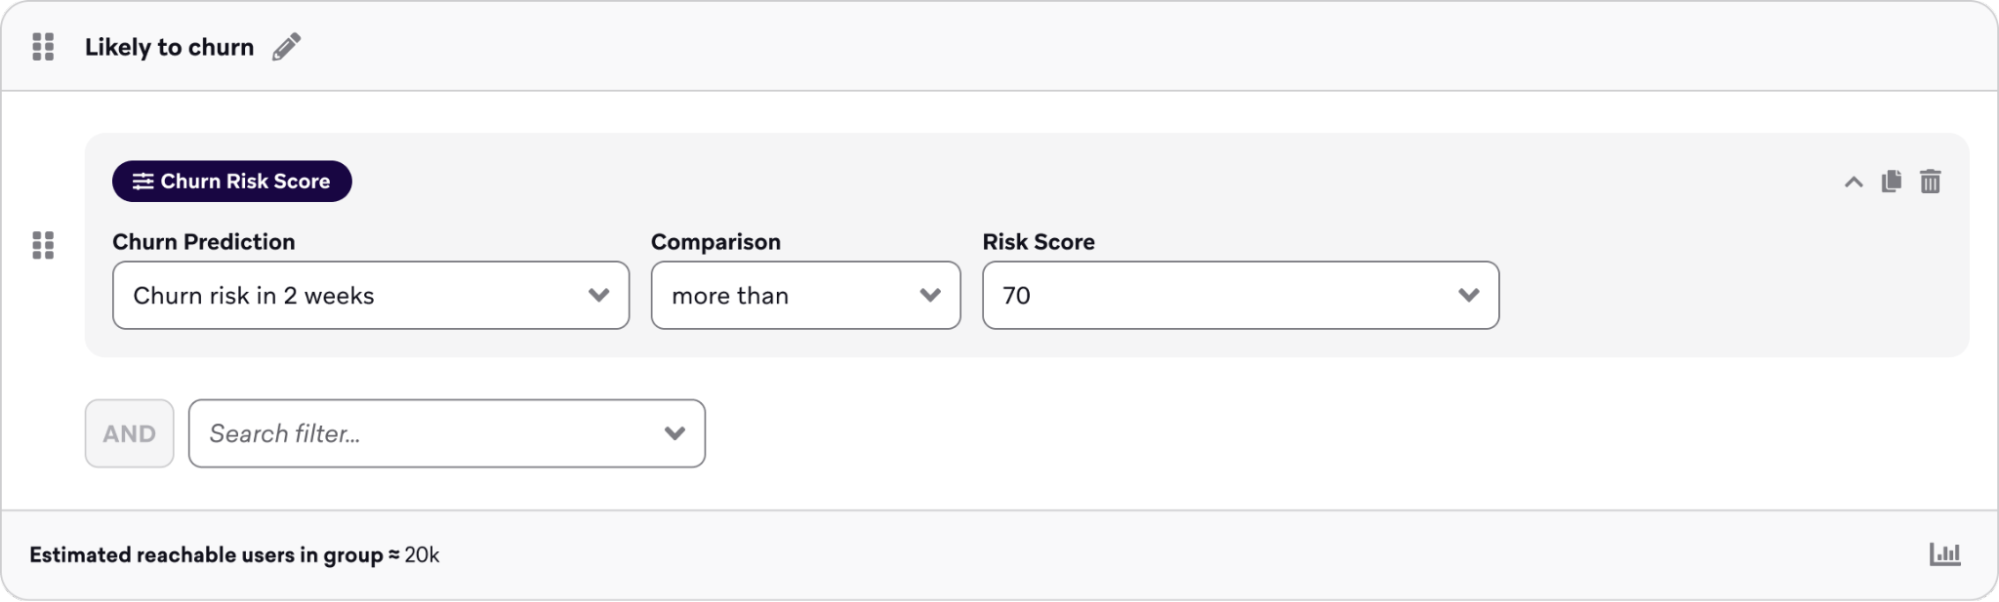 Likely to churn
Churn Risk Score
Churn Prediction Comparison Risk Score
Churn risk in 2 weeks more than 70
AND Search filter...
Estimated reachable users in group ≈ 20k